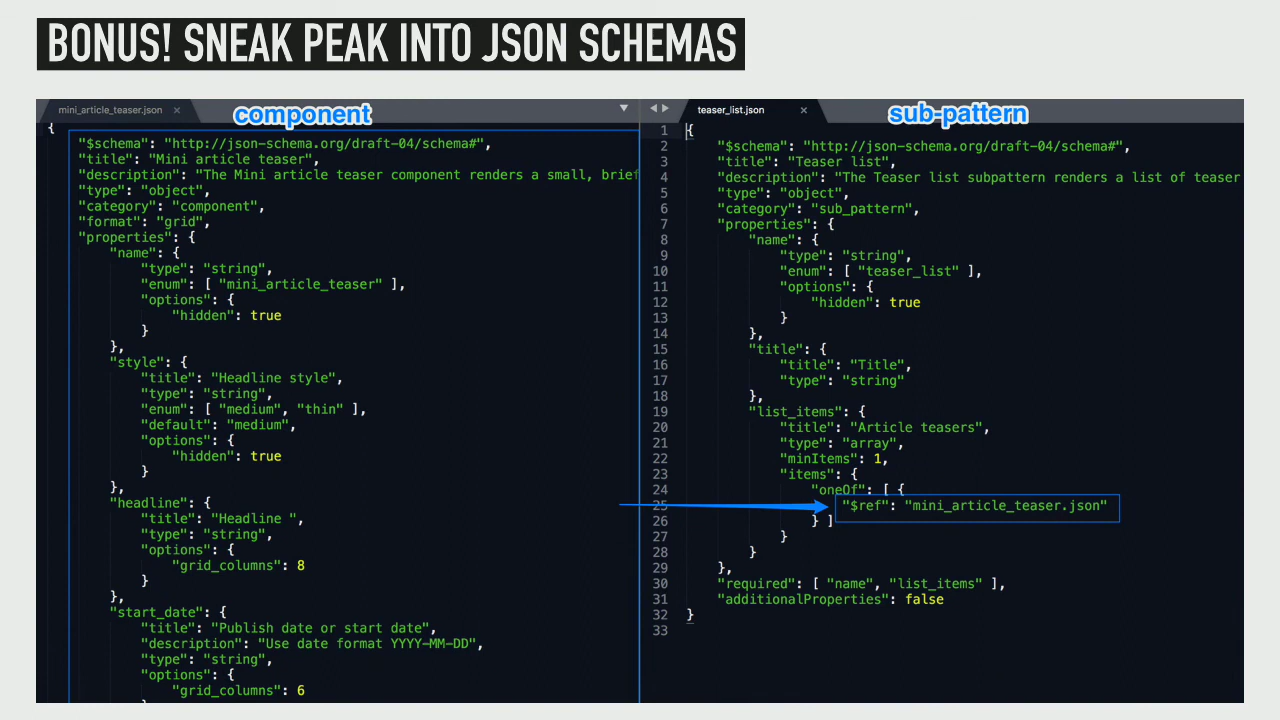 BONUS! SNEAK PEAK INTO JSON SCHEMAS
mini_article_teaser.json ×
component
{
"$schema": "http://json-schema.org/draft-04/schema#",
"title": "Mini article teaser",
"description": "The Mini article teaser component renders a small, brief
"type": "object",
"category": "component",
"format": "grid",
"properties": {
"name": {
"type": "string",
"enum": [ "mini_article_teaser" ],
"options": {
"hidden": true
}
},
"style": {
"title": "Headline style",
"type": "string",
"enum": [ "medium", "thin" ],
"default": "medium",
"options": {
"hidden": true
}
},
"headline": {
"title": "Headline ",
"type": "string",
"options": {
"grid_columns": 8
}
},
"start_date": {
"title": "Publish date or start date",
"description": "Use date format YYYY-MM-DD",
"type": "string",
"options": {
"grid_columns": 6
teaser_list.json ×
sub-pattern
1 {
2 "$schema": "http://json-schema.org/draft-04/schema#",
3 "title": "Teaser list",
4 "description": "The Teaser list subpattern renders a list of teaser
5 "type": "object",
6 "category": "sub_pattern",
7 "properties": {
8 "name": {
9 "type": "string",
10 "enum": [ "teaser_list" ],
11 "options": {
12 "hidden": true
13 }
14 },
15 "title": {
16 "title": "Title",
17 "type": "string"
18 },
19 "list_items": {
20 "title": "Article teasers",
21 "type": "array",
22 "minItems": 1,
23 "items": {
24 "oneOf": [ {
25 "$ref": "mini_article_teaser.json"
26 } ]
27 }
28 }
29 },
30 "required": [ "name", "list_items" ],
31 "additionalProperties": false
32 }
33